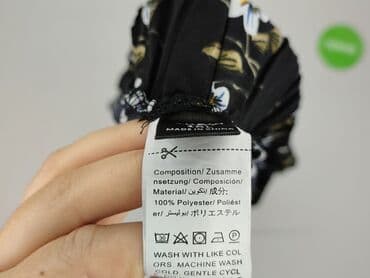 MADE IN CHINA
Composition/ Zusamme
nsetzung/ Composición/
Material/ تكوين/ 成分:
100% Polyester/ Poliést
er/ بوليستر/ ポリエステル
WASH WITH LIKE COL
ORS. MACHINE WASH
COLD, GENTLE CYCL